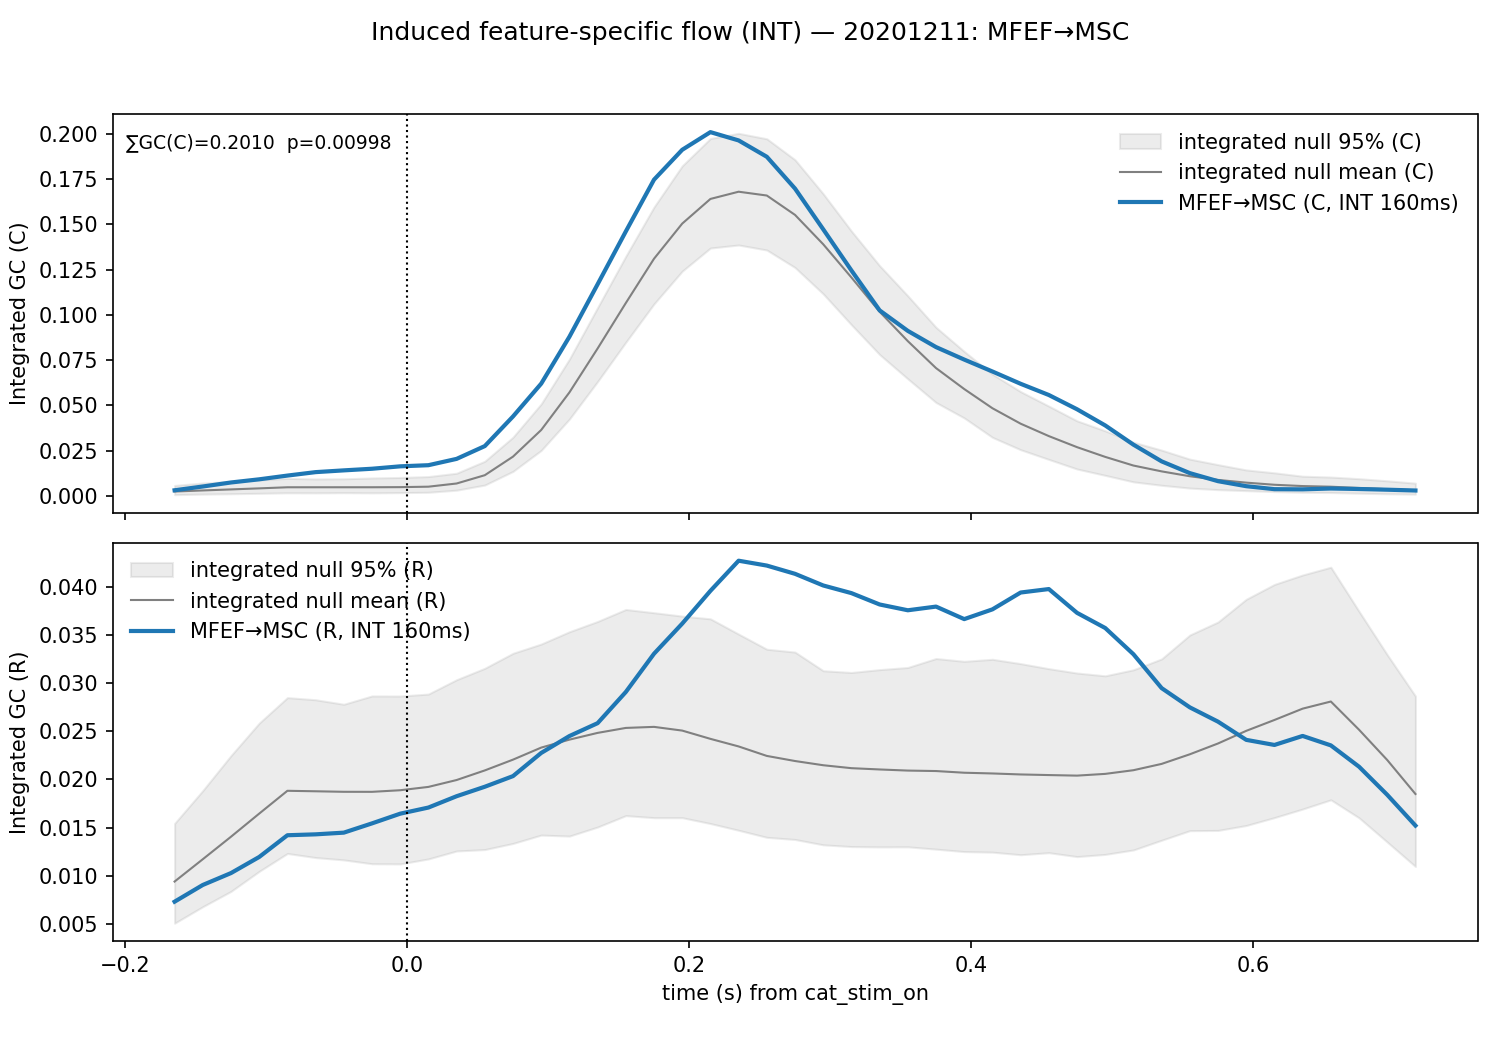 Induced feature-specific flow (INT) — 20201211: MFEF→MSC
∑GC(C)=0.2010  p=0.00998
integrated null 95% (C)
integrated null mean (C)
MFEF→MSC (C, INT 160ms)
Integrated GC (C)
0.200
0.175
0.150
0.125
0.100
0.075
0.050
0.025
0.000
integrated null 95% (R)
integrated null mean (R)
MFEF→MSC (R, INT 160ms)
Integrated GC (R)
0.040
0.035
0.030
0.025
0.020
0.015
0.010
0.005
−0.2 0.0 0.2 0.4 0.6
time (s) from cat_stim_on